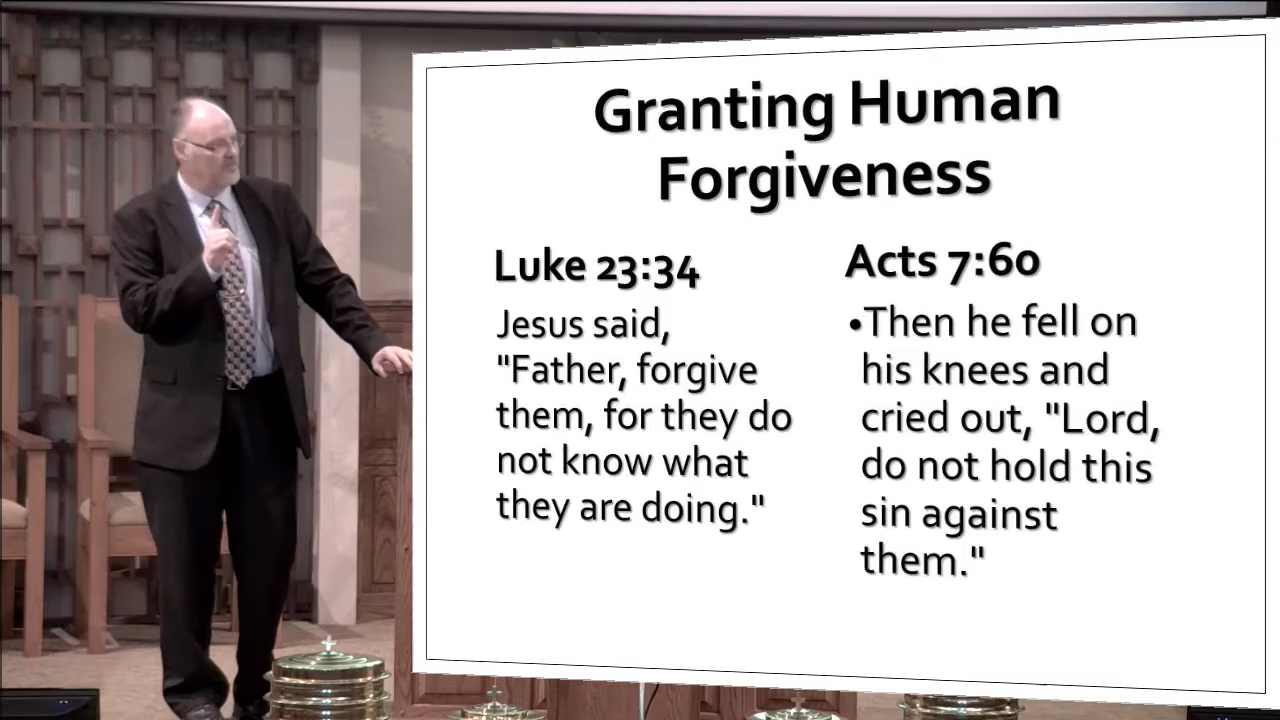 Granting Human
Forgiveness
Luke 23:34
Jesus said,
"Father, forgive
them, for they do
not know what
they are doing."
Acts 7:60
•Then he fell on
his knees and
cried out, "Lord,
do not hold this
sin against
them."